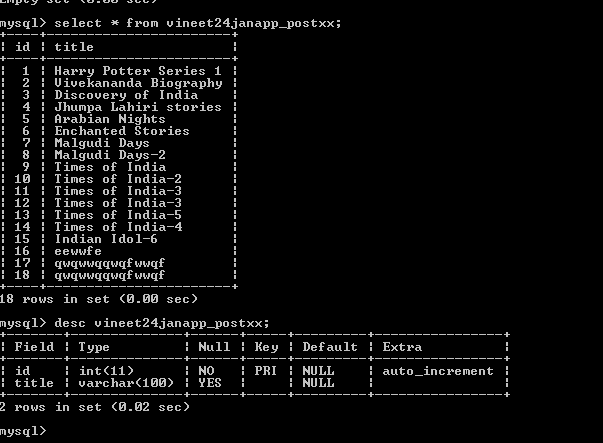 Empty set (0.00 sec)
mysql> select * from vineet24janapp_postxx;
+----+------------------------+
| id | title                  |
+----+------------------------+
|  1 | Harry Potter Series 1  |
|  2 | Vivekananda Biography  |
|  3 | Discovery of India     |
|  4 | Jhumpa Lahiri stories  |
|  5 | Arabian Nights         |
|  6 | Enchanted Stories      |
|  7 | Malgudi Days           |
|  8 | Malgudi Days-2         |
|  9 | Times of India         |
| 10 | Times of India-2       |
| 11 | Times of India-3       |
| 12 | Times of India-3       |
| 13 | Times of India-5       |
| 14 | Times of India-4       |
| 15 | Indian Idol-6          |
| 16 | eewwfe                 |
| 17 | qwqwwqqwqfwwqf         |
| 18 | qwqwwqqwqfwwqf         |
+----+------------------------+
18 rows in set (0.00 sec)
mysql> desc vineet24janapp_postxx;
+-------+--------------+------+-----+---------+----------------+
| Field | Type         | Null | Key | Default | Extra          |
+-------+--------------+------+-----+---------+----------------+
| id    | int(11)      | NO   | PRI | NULL    | auto_increment |
| title | varchar(100) | YES  |     | NULL    |                |
+-------+--------------+------+-----+---------+----------------+
2 rows in set (0.02 sec)
mysql>